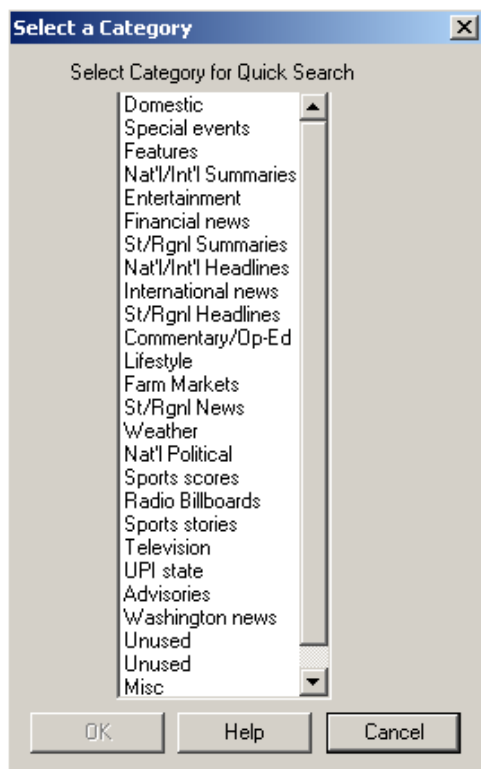 Select a Category
Select Category for Quick Search
Domestic
Special events
Features
Nat'l/Int'l Summaries
Entertainment
Financial news
St/Rgnl Summaries
Nat'l/Int'l Headlines
International news
St/Rgnl Headlines
Commentary/Op-Ed
Lifestyle
Farm Markets
St/Rgnl News
Weather
Nat'l Political
Sports scores
Radio Billboards
Sports stories
Television
UPI state
Advisories
Washington news
Unused
Unused
Misc
OK Help Cancel